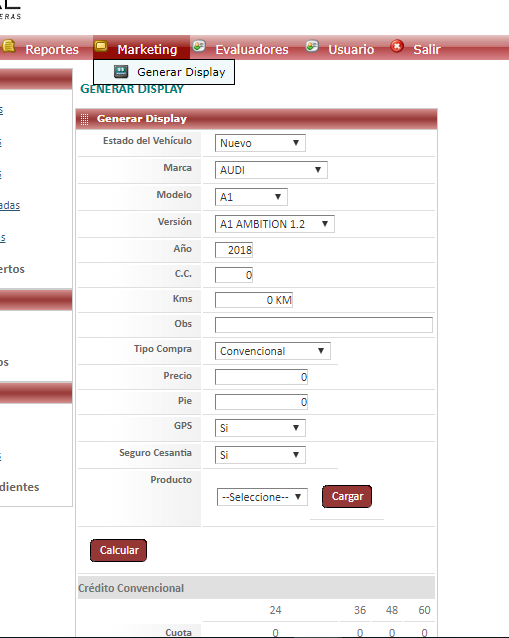 ERAS
Reportes Marketing Evaluadores Usuario Salir
Generar Display
GENERAR DISPLAY
Generar Display
Estado del Vehículo Nuevo
Marca AUDI
Modelo A1
Versión A1 AMBITION 1.2
Año 2018
C.C. 0
Kms 0 KM
Obs
Tipo Compra Convencional
Precio 0
Pie 0
GPS Si
Seguro Cesantia Si
Producto
--Seleccione-- Cargar
Calcular
Crédito Convencional
24 36 48 60
Cuota 0 0 0 0
adas
ertos
os
dientes